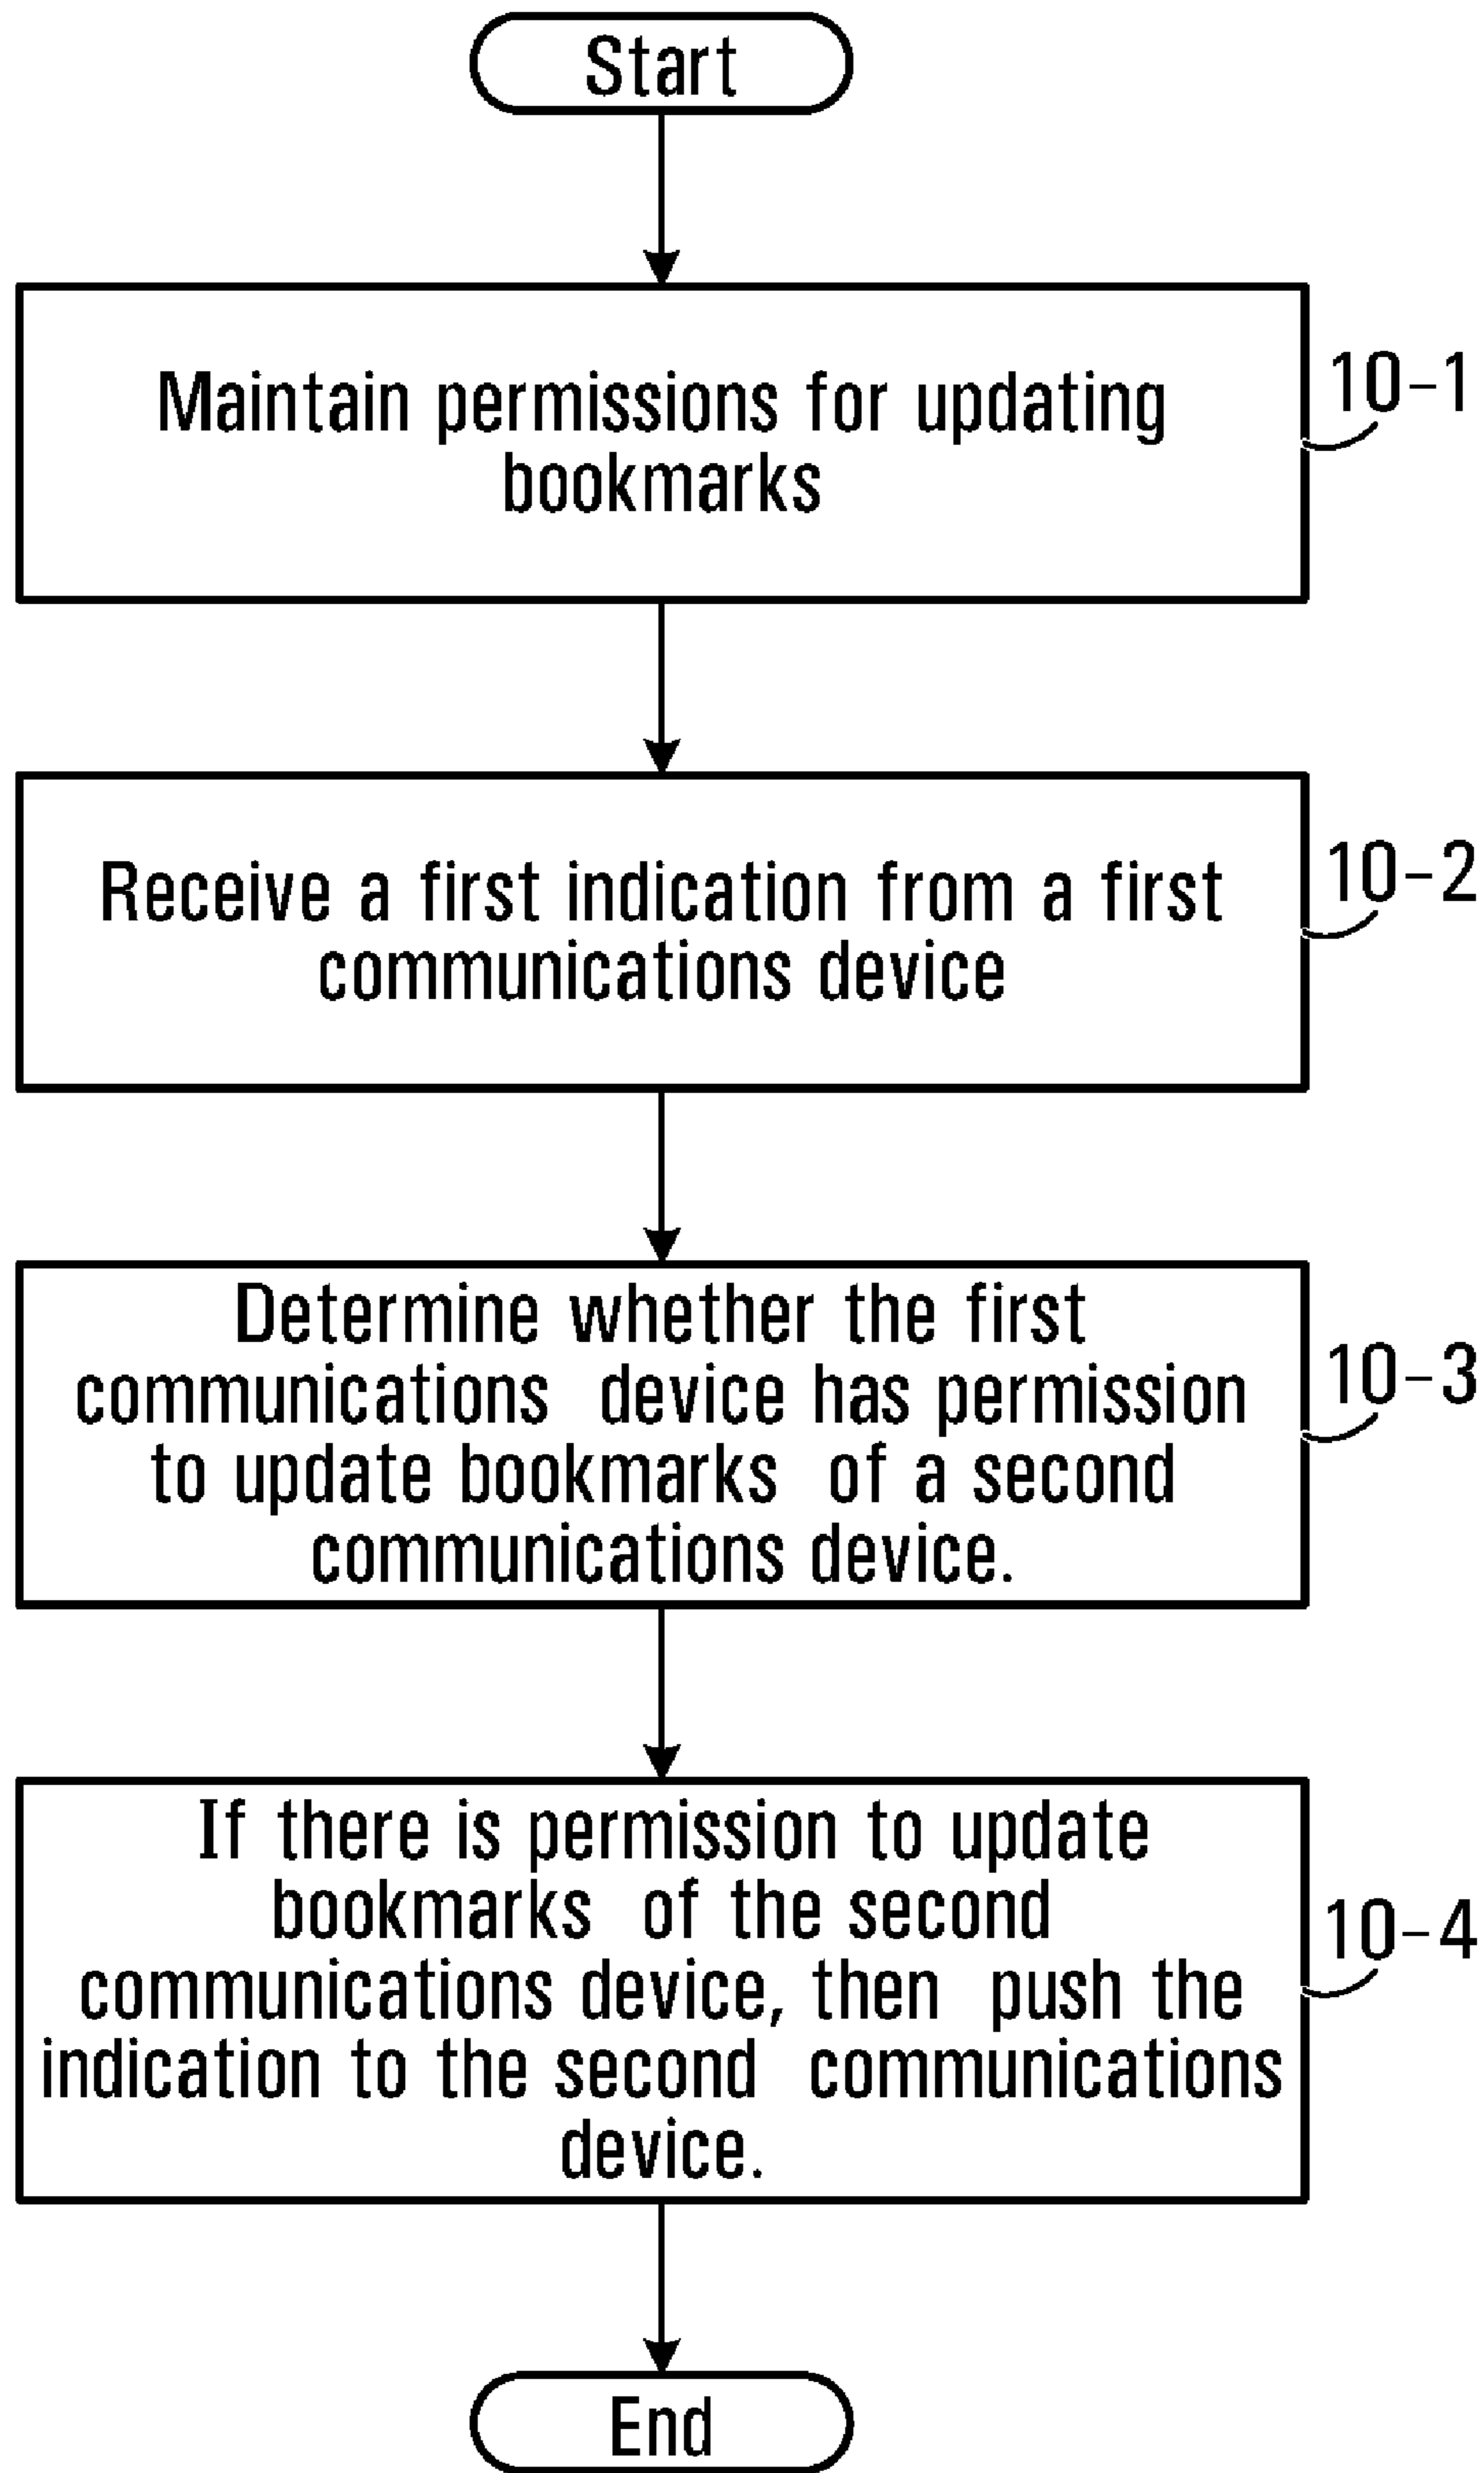 Start
Maintain permissions for updating
bookmarks
10-1
Receive a first indication from a first
communications device
10-2
Determine whether the first
communications device has permission
to update bookmarks of a second
communications device.
10-3
If there is permission to update
bookmarks of the second
communications device, then push the
indication to the second communications
device.
10-4
End